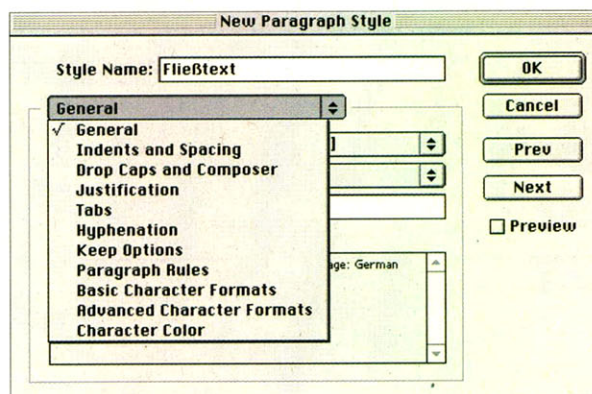 New Paragraph Style
Style Name: Fließtext
OK
General
Cancel
✓ General
Indents and Spacing
]
Drop Caps and Composer
Prev
Justification
Next
Tabs
Hyphenation
Preview
Keep Options
Paragraph Rules
age: German
Basic Character Formats
Advanced Character Formats
Character Color